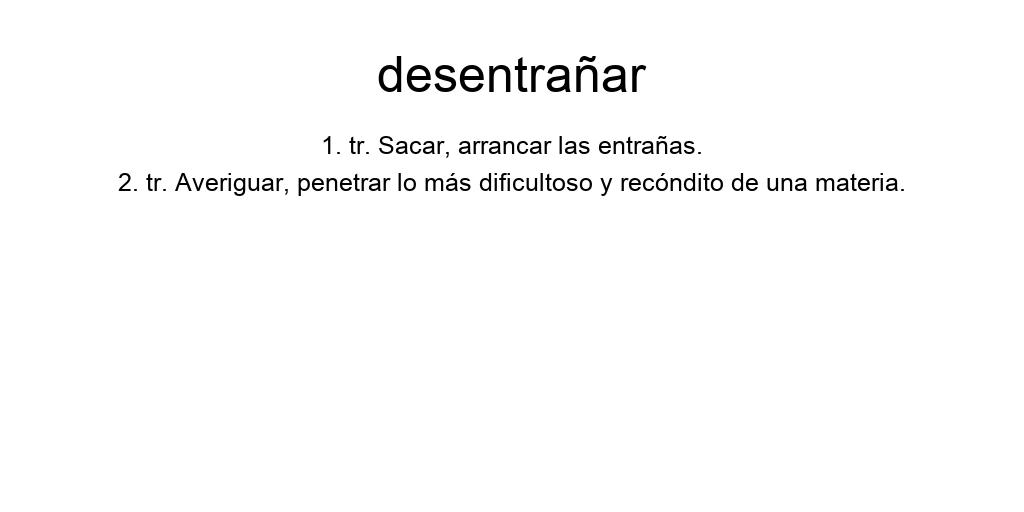 desentrañar
1. tr. Sacar, arrancar las entrañas.
2. tr. Averiguar, penetrar lo más dificultoso y recóndito de una materia.